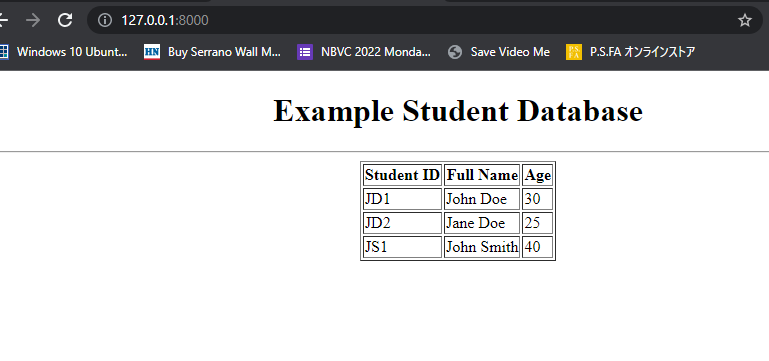 127.0.0.1:8000
Windows 10 Ubunt... HN Buy Serrano Wall M... NBVC 2022 Monda... Save Video Me P.S.FA オンラインストア
Example Student Database
Student ID Full Name Age
JD1 John Doe 30
JD2 Jane Doe 25
JS1 John Smith 40